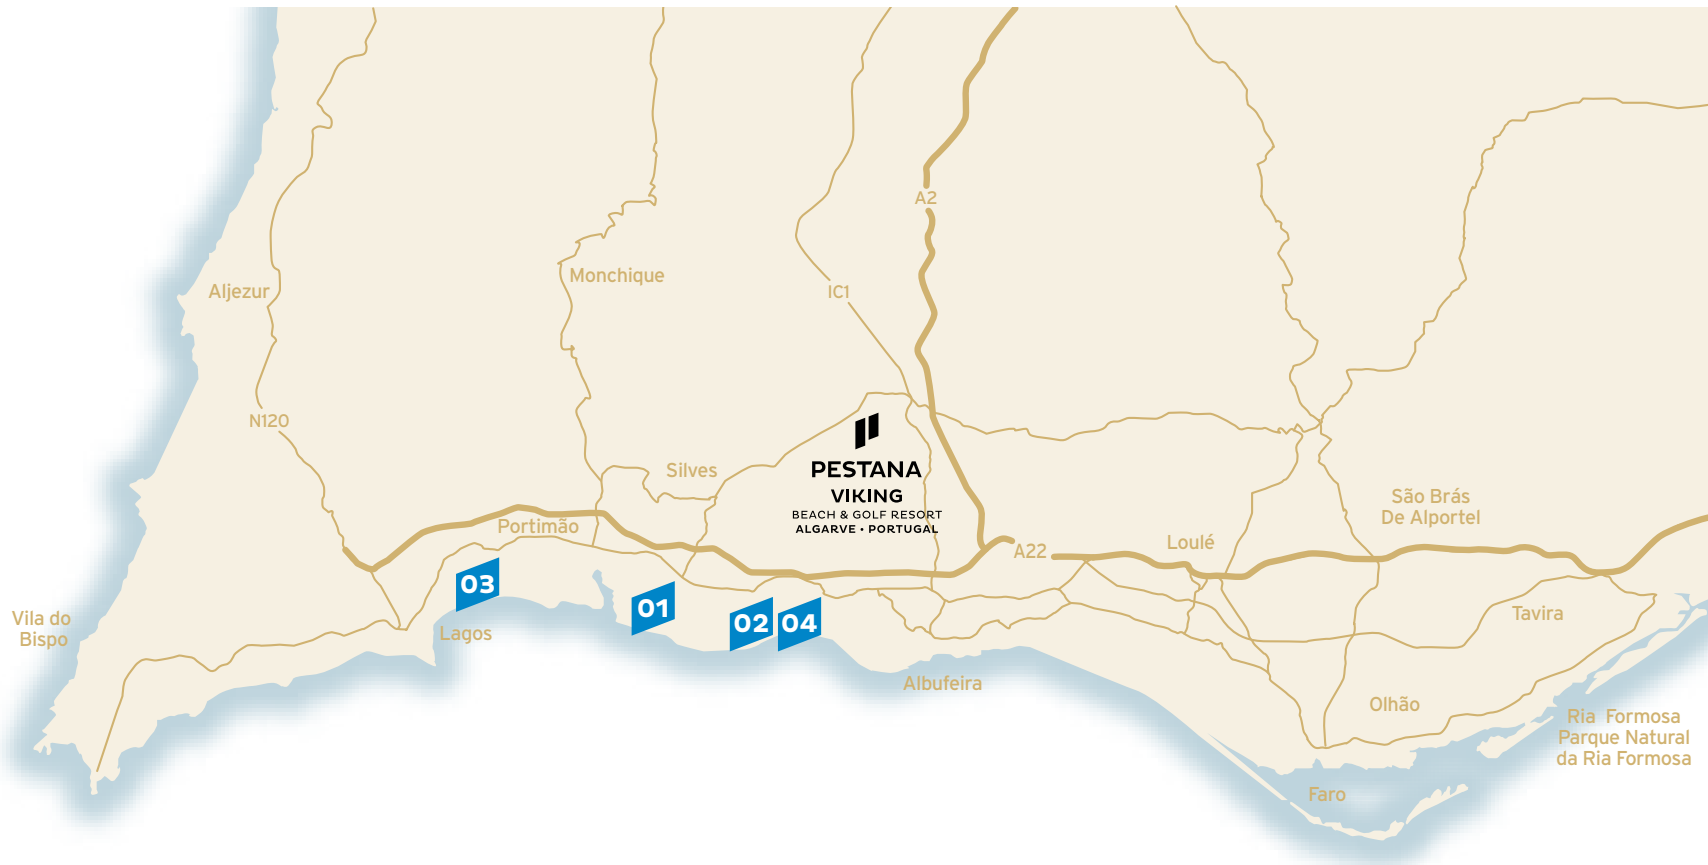 A2
Monchique
Aljezur
IC1
N120
PESTANA
VIKING
BEACH & GOLF RESORT
ALGARVE • PORTUGAL
Silves
São Brás
De Alportel
Portimão
A22
Loulé
03
01
02
04
Vila do
Bispo
Lagos
Tavira
Albufeira
Olhão
Ria Formosa
Parque Natural
da Ria Formosa
Faro